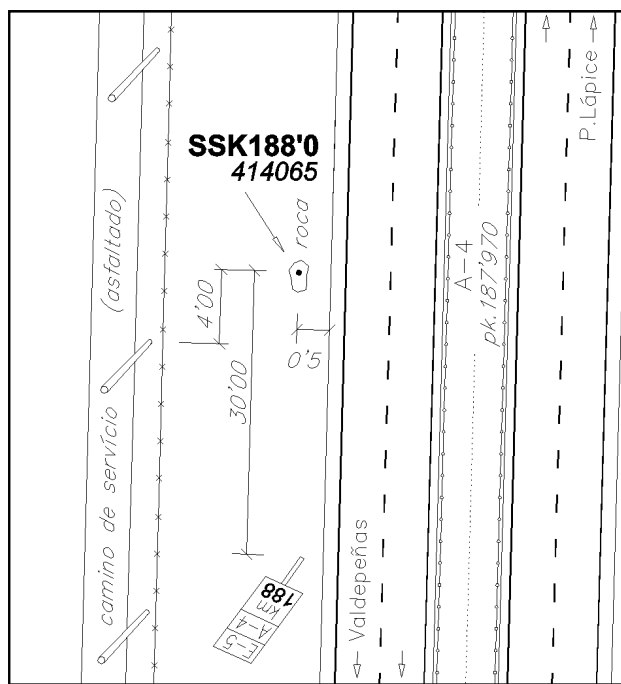 P.Lápice
SSK188'0
414065
roca
(asfaltado)
A-4
pk.187'970
4'00
0'5
30'00
camino de servício
Valdepeñas
188
km
A-4
E-5